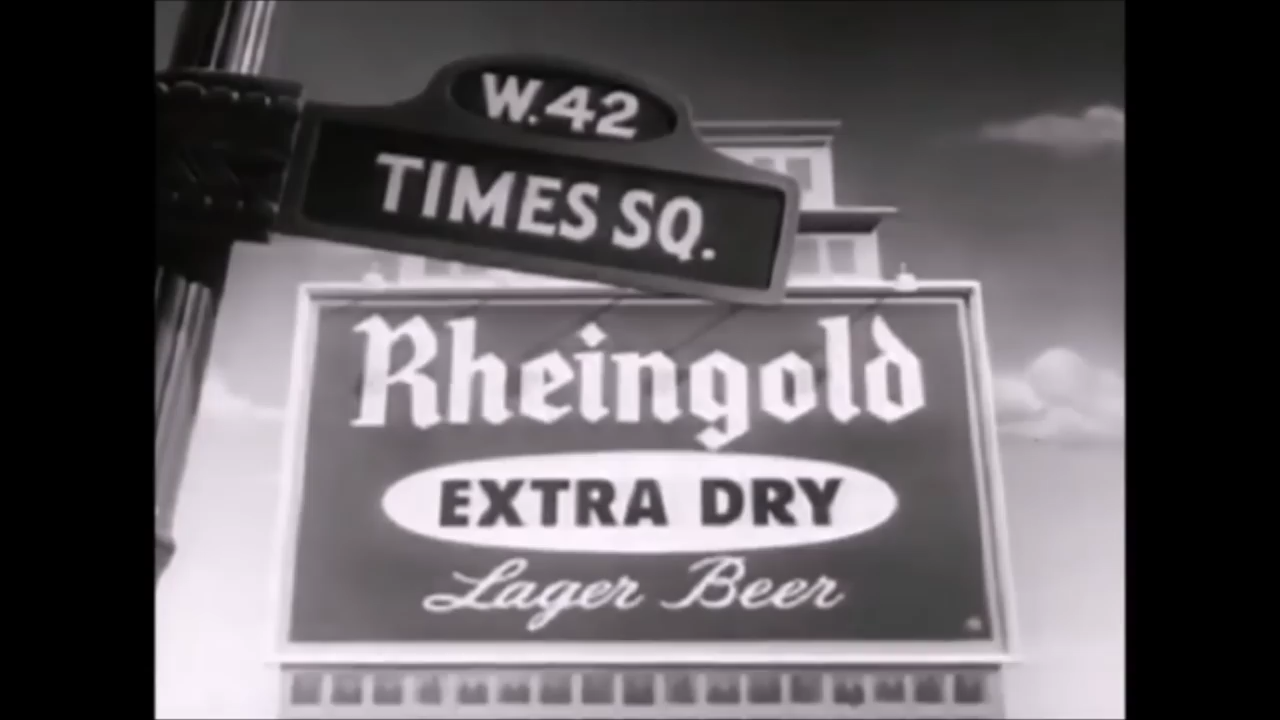 W. 42
TIMES SQ.
Rheingold
EXTRA DRY
Lager Beer